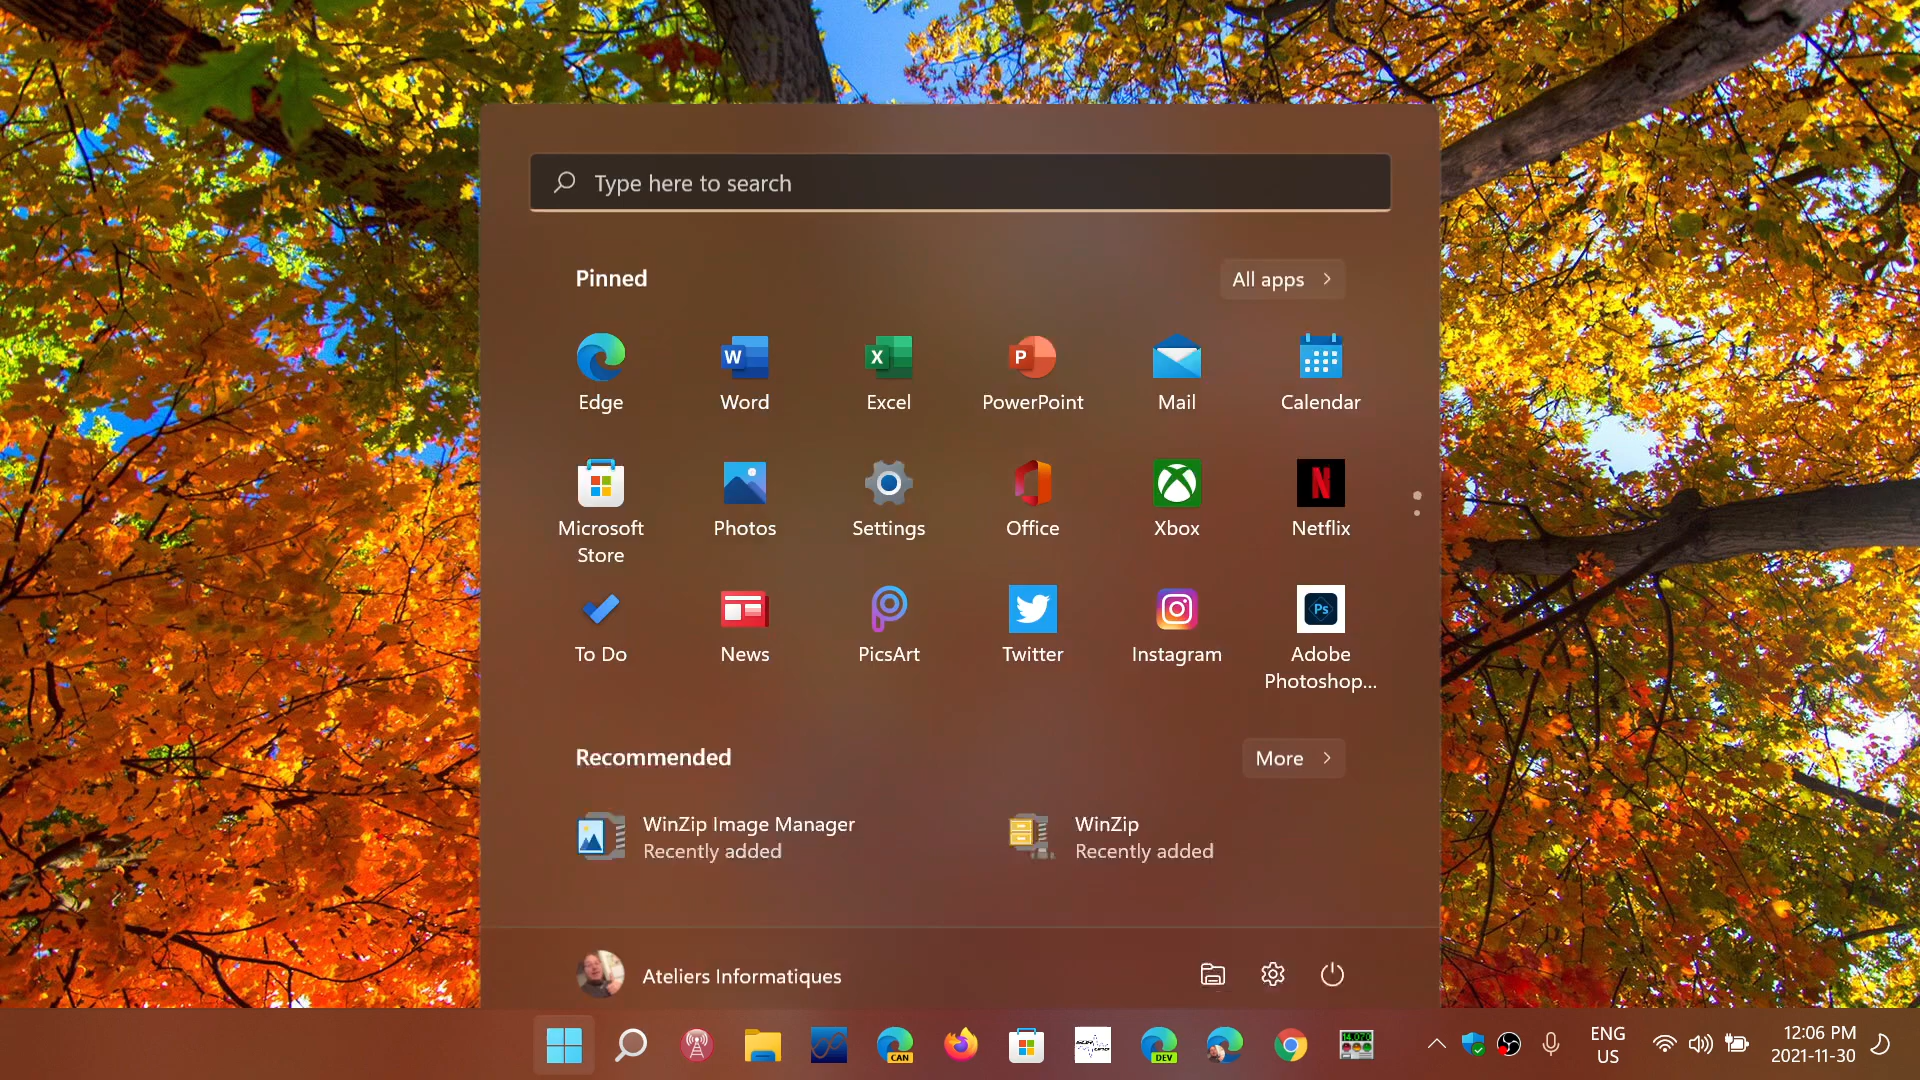 Type here to search
Pinned
All apps
Edge
Word
Excel
PowerPoint
Mail
Calendar
Microsoft
Store
Photos
Settings
Office
Xbox
Netflix
To Do
News
PicsArt
Twitter
Instagram
Adobe
Photoshop...
Recommended
More
WinZip Image Manager
Recently added
WinZip
Recently added
Ateliers Informatiques
CAN
DEV
ENG
US
12:06 PM
2021-11-30